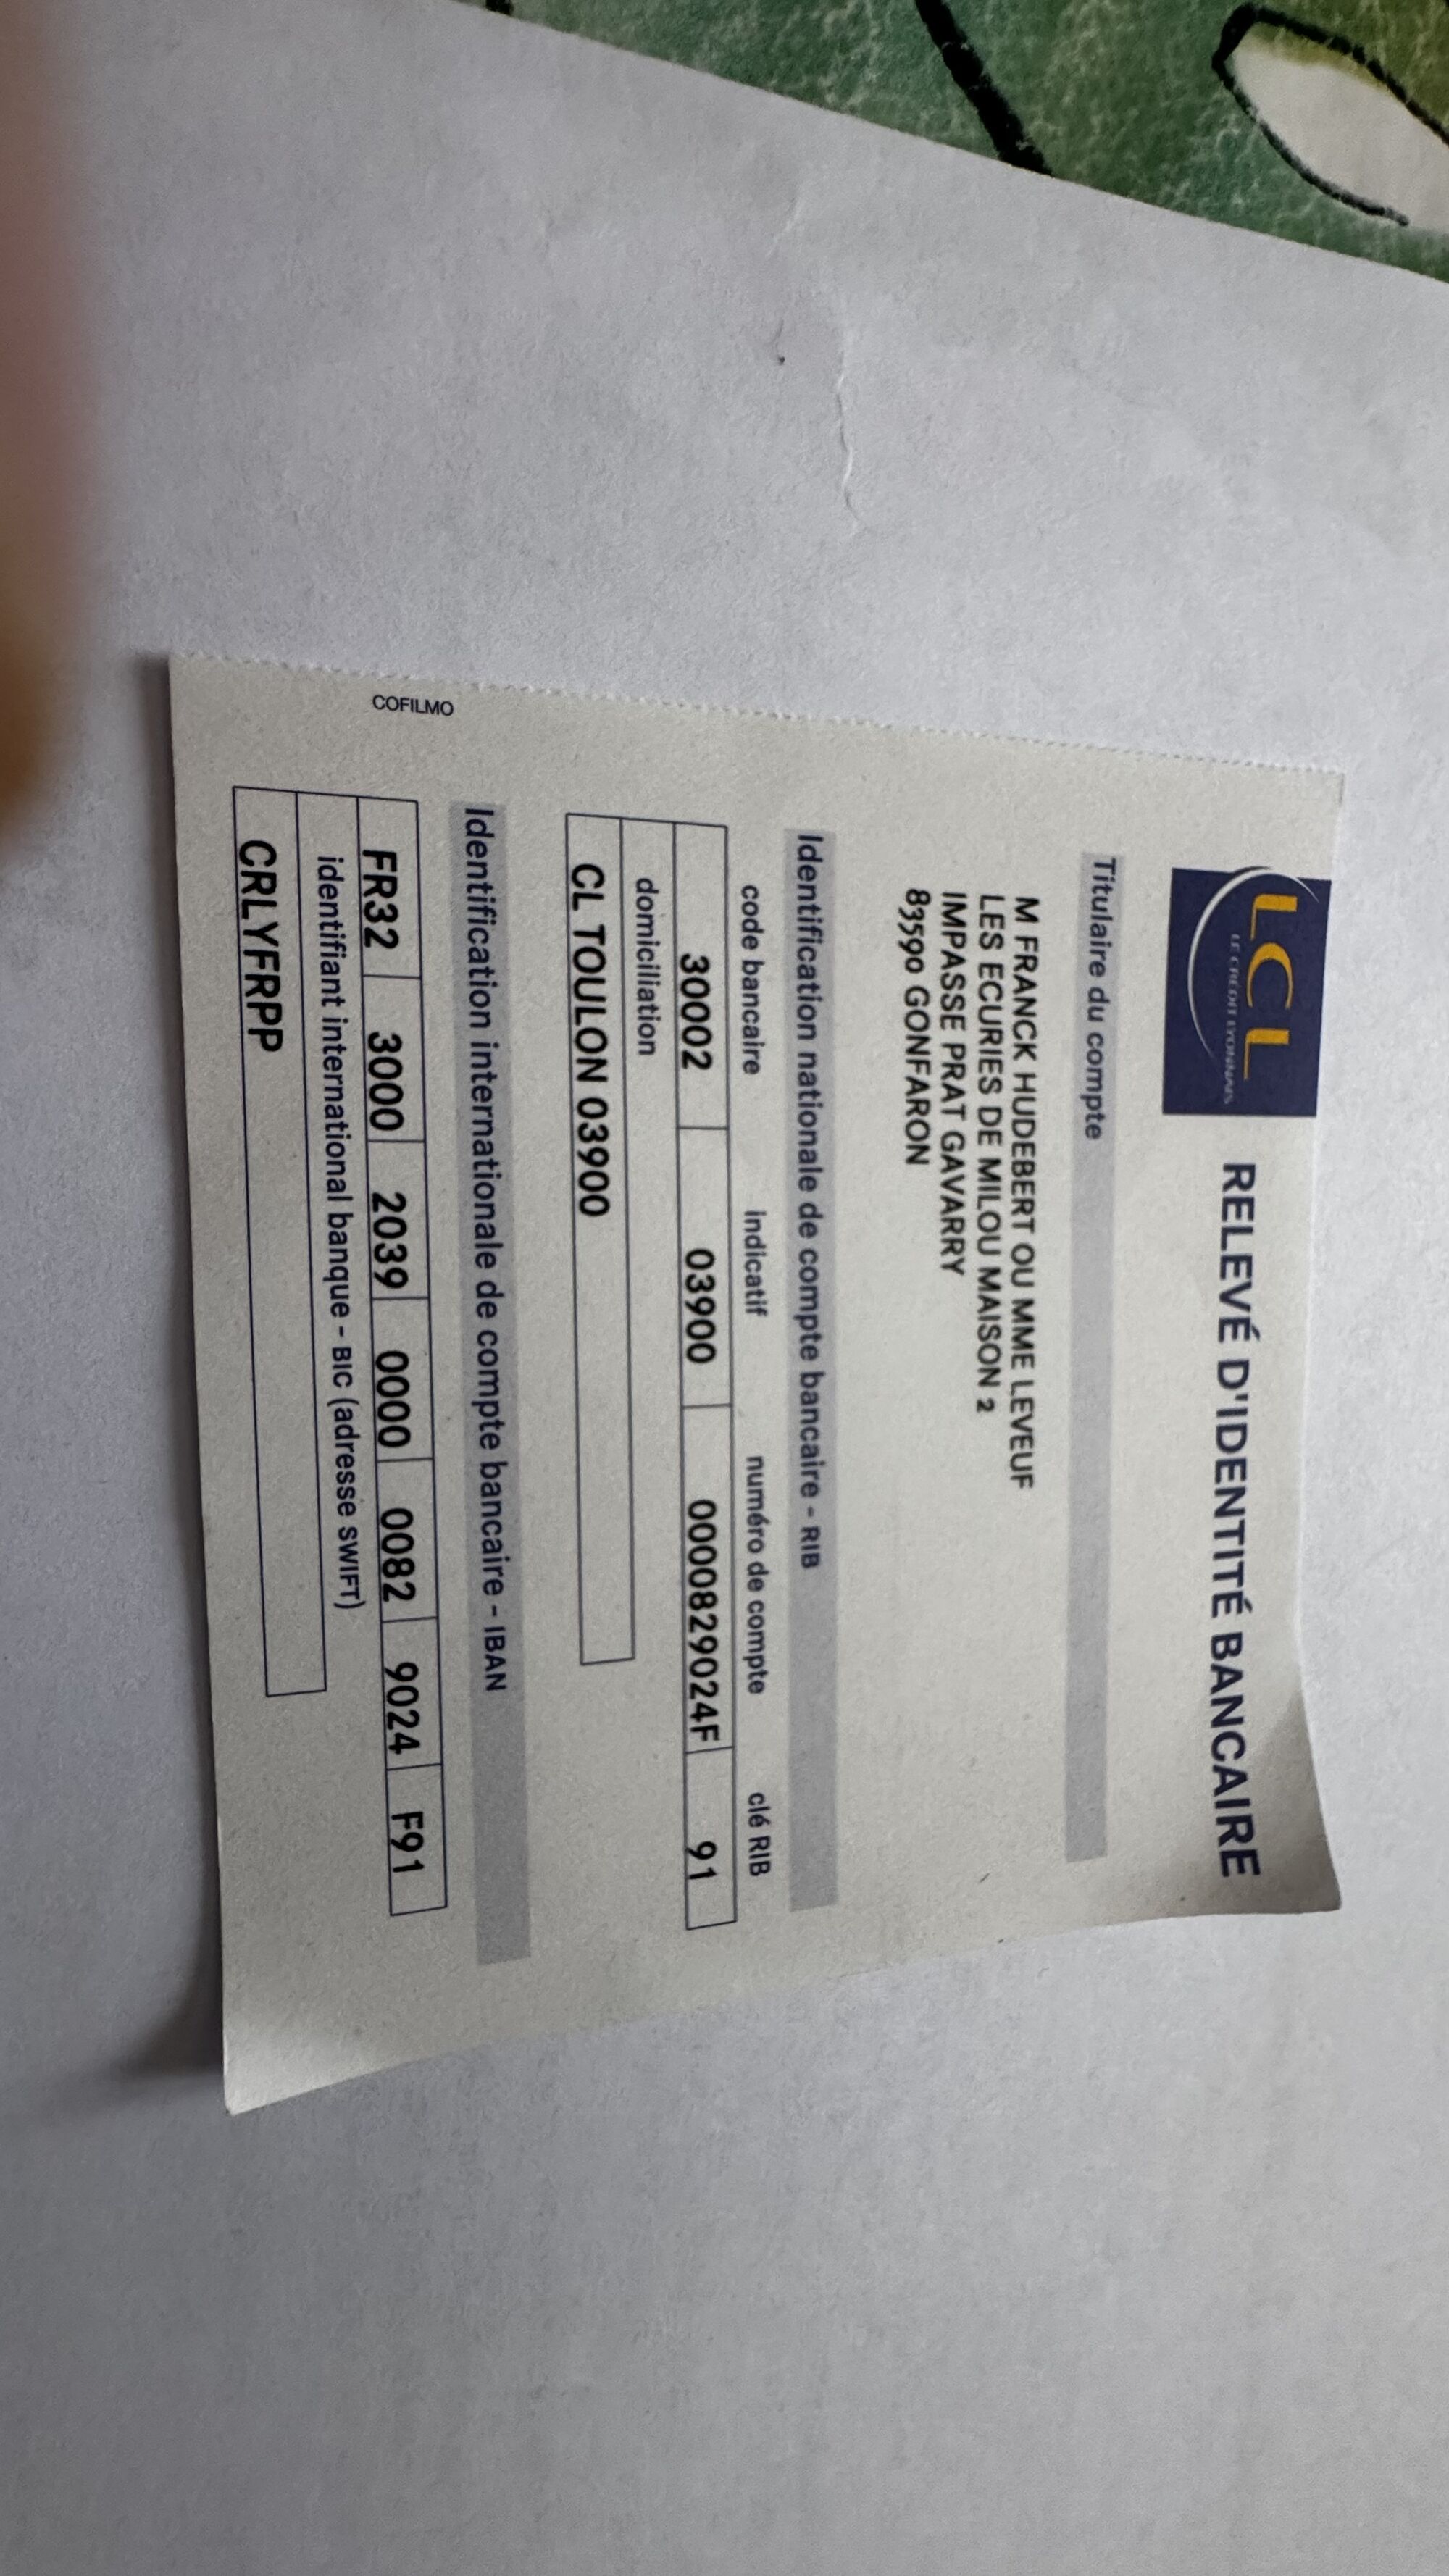 LCL
LE CREDIT LYONNAIS
RELEVÉ D'IDENTITÉ BANCAIRE
Titulaire du compte
M FRANCK HUDEBERT OU MME LEVEUF
LES ECURIES DE MILOU MAISON 2
IMPASSE PRAT GAVARRY
83590 GONFARON
Identification nationale de compte bancaire - RIB
code bancaire indicatif numéro de compte clé RIB
30002 03900 0000829024F 91
domiciliation
CL TOULON 03900
Identification internationale de compte bancaire - IBAN
FR32 3000 2039 0000 0082 9024 F91
identifiant international banque - BIC (adresse SWIFT)
CRLYFRPP
COFILMO